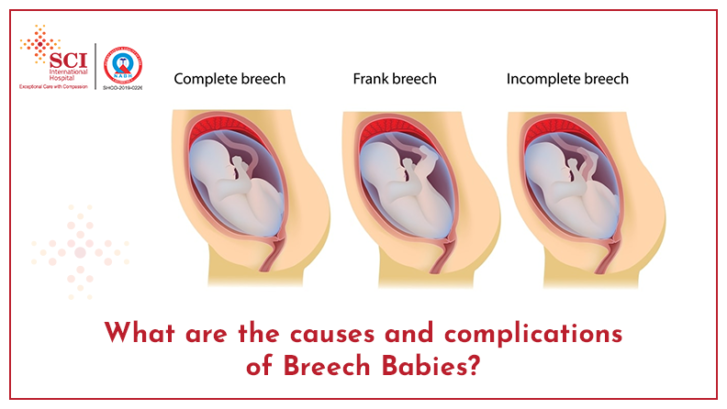 SCI
International
Hospital
Exceptional Care with Compassion
NABH
SHCO-2019-0226
Complete breech
Frank breech
Incomplete breech
What are the causes and complications
of Breech Babies?